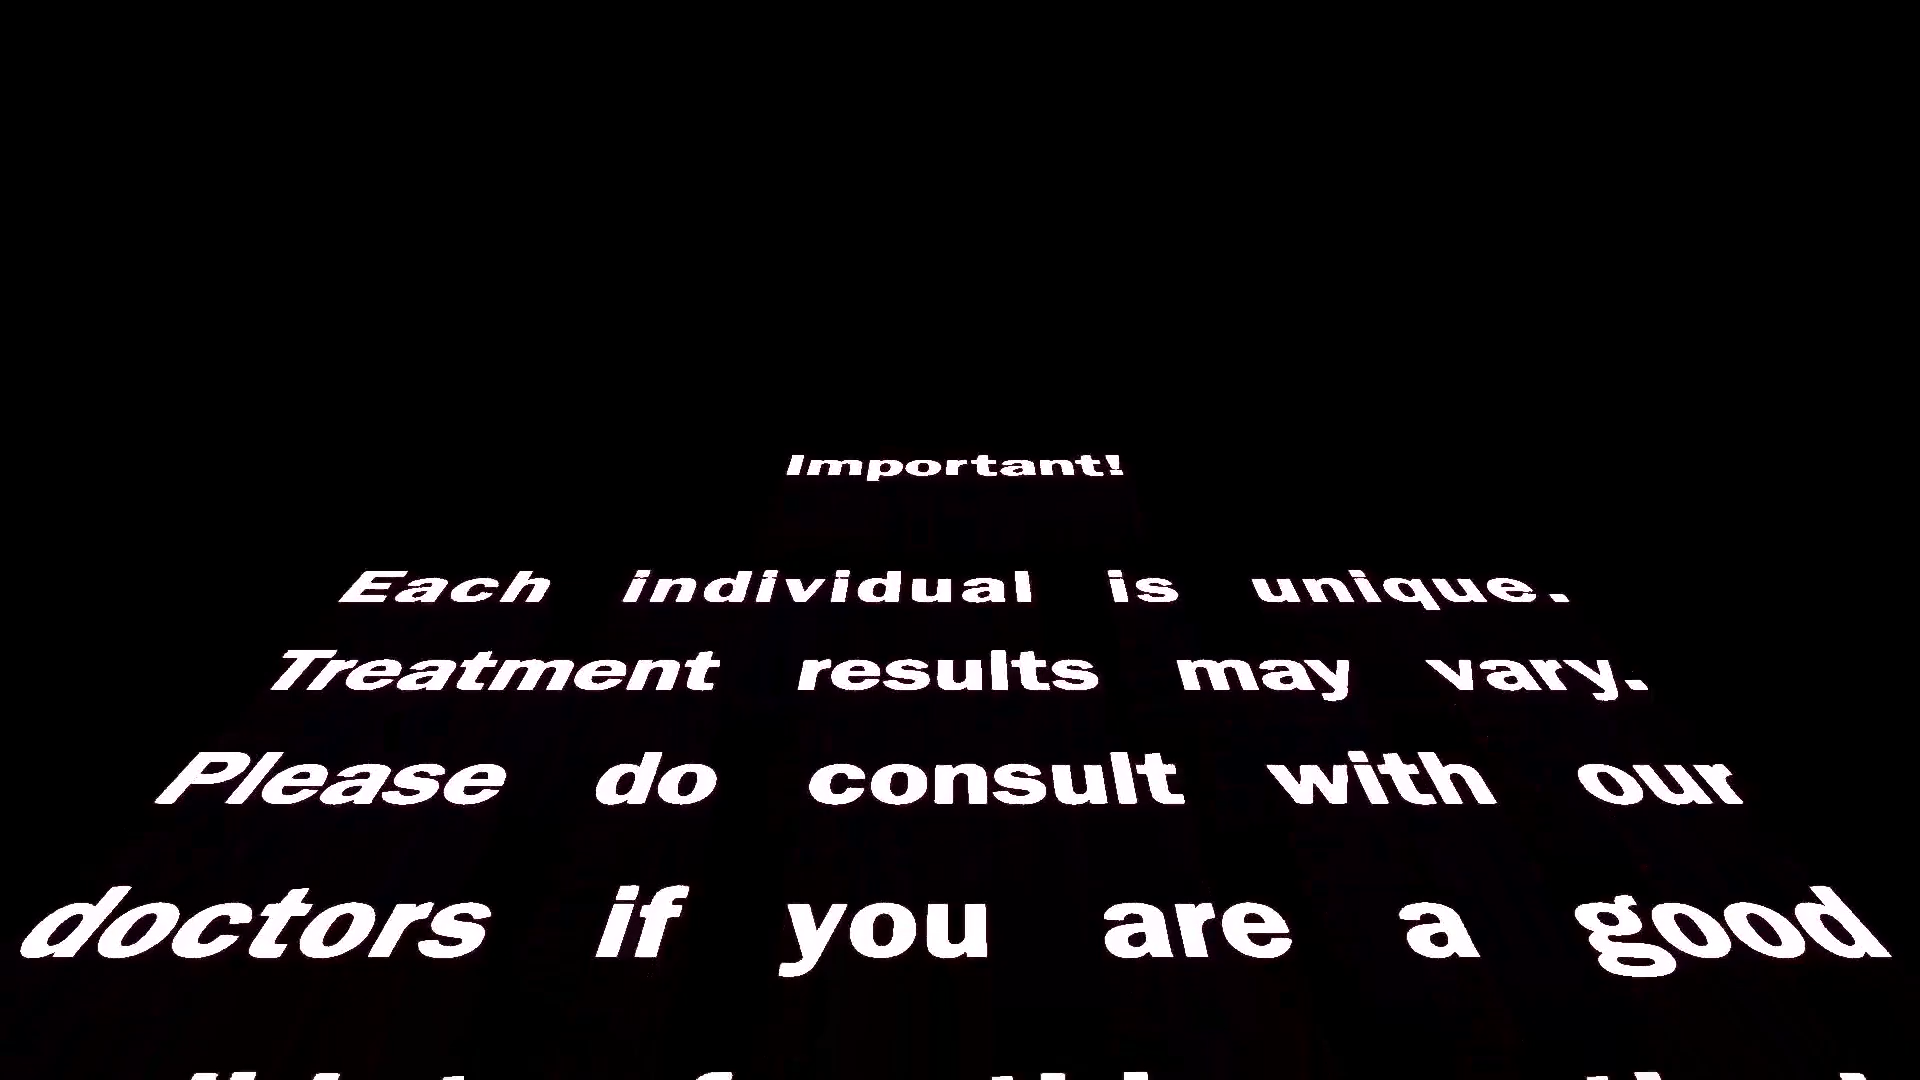 Important!
Each individual is unique.
Treatment results may vary.
Please do consult with our
doctors if you are a good